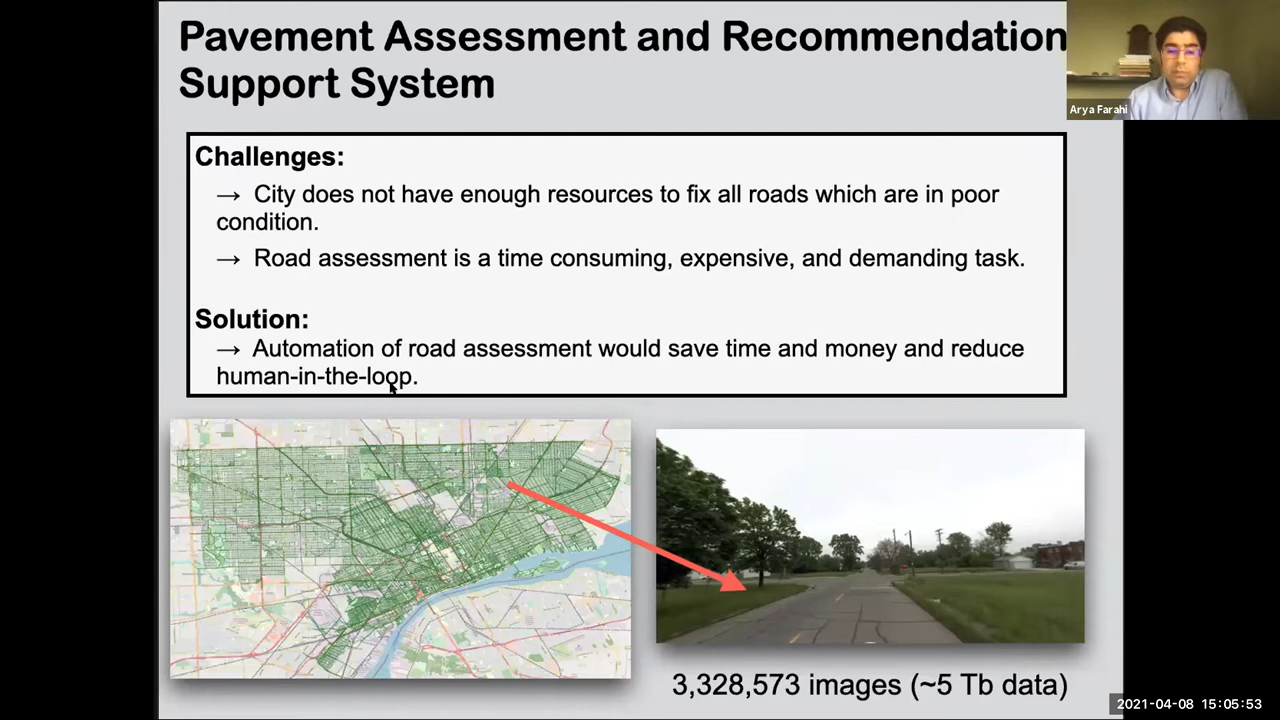 Pavement Assessment and Recommendation
Support System
Arya Farahi
Challenges:
→ City does not have enough resources to fix all roads which are in poor
condition.
→ Road assessment is a time consuming, expensive, and demanding task.
Solution:
→ Automation of road assessment would save time and money and reduce
human-in-the-loop.
3,328,573 images (~5 Tb data)
2021-04-08 15:05:53